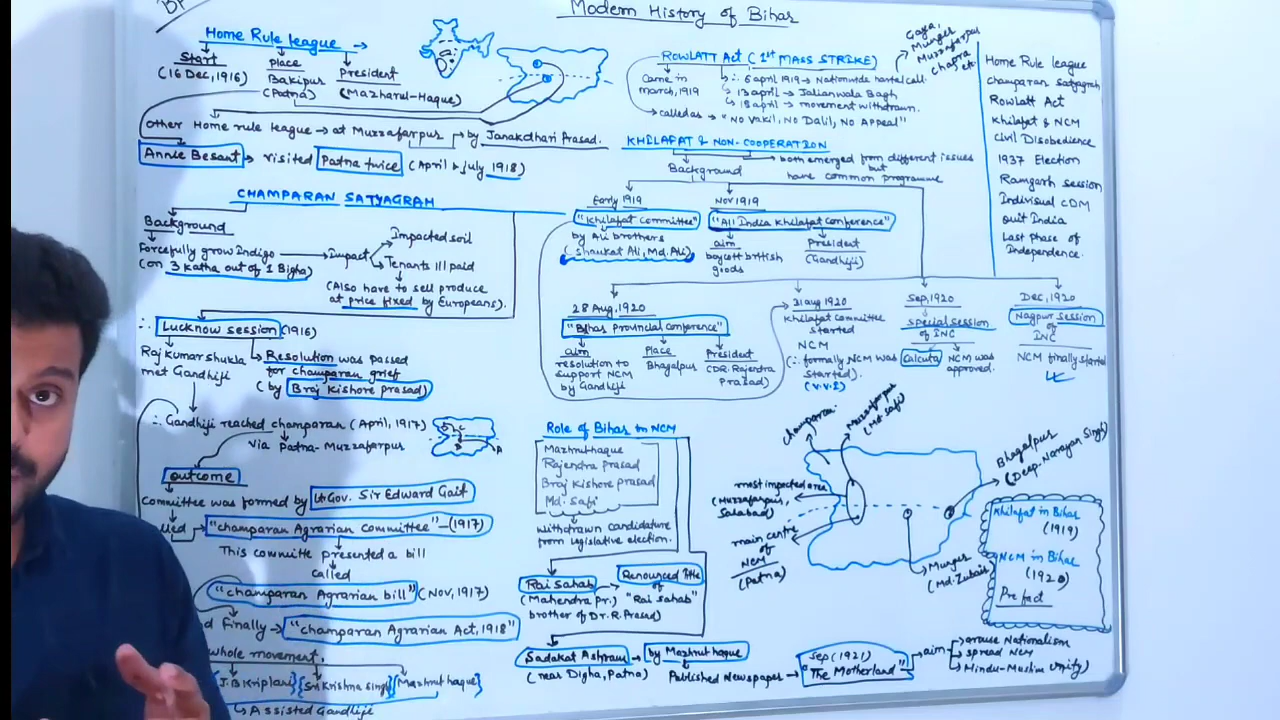 BP
Modern History of Bihar
Home Rule league →
Start
(16 Dec, 1916)
Place
Bakipur
(Patna)
President
(Mazharul-Haque)
Other Home rule league → at Muzzafarpur → by Janakdhari Prasad.
Annie Besant → visited Patna twice (April & July 1918)
CHAMPARAN SATYAGRAH
Background
Forcefully grow Indigo
(on 3 katha out of 1 Bigha)
Impact
Impacted soil
Tenants ill paid
(Also have to sell produce
at price fixed by Europeans).
∴ Lucknow session (1916)
Rajkumar shukla
met Gandhiji
Resolution was passed
for champaran grief
(by Braj Kishore prasad)
∴ Gandhiji reached champaran (April, 1917)
via Patna-Muzzafarpur
outcome
committee was formed by Lt Gov. Sir Edward Gait
"champaran Agrarian committee" - (1917)
This committe presented a bill
called
"champaran Agrarian bill" (Nov, 1917)
finally → "champaran Agrarian Act, 1918"
whole movement,
{J.B Kriplani} {Sri Krishna Singh} {Mazhrul haque}
↳ Assisted Gandhiji
ROWLATT Act (1st MASS STRIKE)
Gaya,
Munger
Muzzafarpur
chapra
etc.
Came in
march, 1919
∴ 6 april 1919 → Nationwide hartal call.
13 april → Jalianwala Bagh
18 april → movement withdrawn.
called as → "NO Vakil, NO Dalil, NO Appeal"
KHILAFAT & NON-COOPERATION
both emerged from different issues
but
have common programme
Background
Early 1919
"Khilafat committee"
by Ali brothers
(Shaukat Ali, Md. Ali)
Nov 1919
"All India Khilafat conference"
aim
boycott british
goods
President
(Gandhiji)
28 Aug, 1920
"Bihar provincial conference"
aim
resolution to
support NCM
by Gandhiji
Place
Bhagalpur
President
(DR. Rajendra
Prazad)
31 aug 1920
Khilafat committee
started
NCM
(∴ formally NCM was
started).
(v.v.I)
Sep, 1920
special session
of INC
Calcuta
NCM was
approved.
Dec, 1920
Nagpur session
of
INC
NCM finally started
Role of Bihar in NCM
Mazhrulhaque
Rajendra prasad
Braj Kishore prasad
Md. Safi
withdrawn candidature
from legislative election.
Rai sahab
(Mahendra pr.)
brother of Dr. R. Prasad)
Renounced title
of
"Rai sahab"
Sadakat Ashram → by Mazhrul haque
(near Digha, Patna)
Published Newspaper →
Sep (1921)
"The Motherland"
aim
arouse Nationalism
spread NCM
Hindu-Muslim Unity)
champaran
Muzzafarpur
(Md. safi)
Bhagalpur
(Deep-Narayan Singh)
most impacted area
(Muzzafarpur,
main centre
of
NCM
(Patna)
Munger
(Md. Zubair)
Khilafat in Bihar
(1919)
NCM in Bihar
(1920)
Home Rule league
champaran satyagrah
Rowlatt Act
Khilafat & NCM
Civil Disobedience
1937 Election
Ramgarh session
Indivisual CDM
Quit India
Last Phase of
Independence.